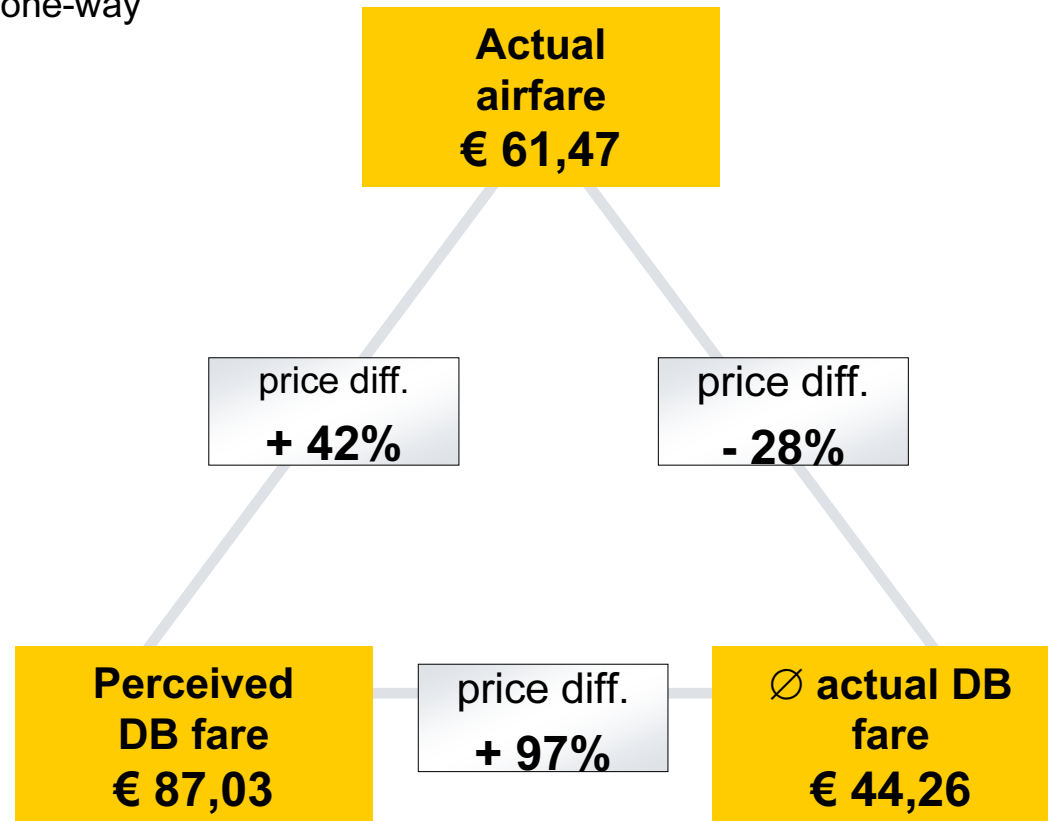 one-way
Actual
airfare
€ 61,47
price diff.
+ 42%
price diff.
- 28%
Perceived
DB fare
€ 87,03
price diff.
+ 97%
∅ actual DB
fare
€ 44,26